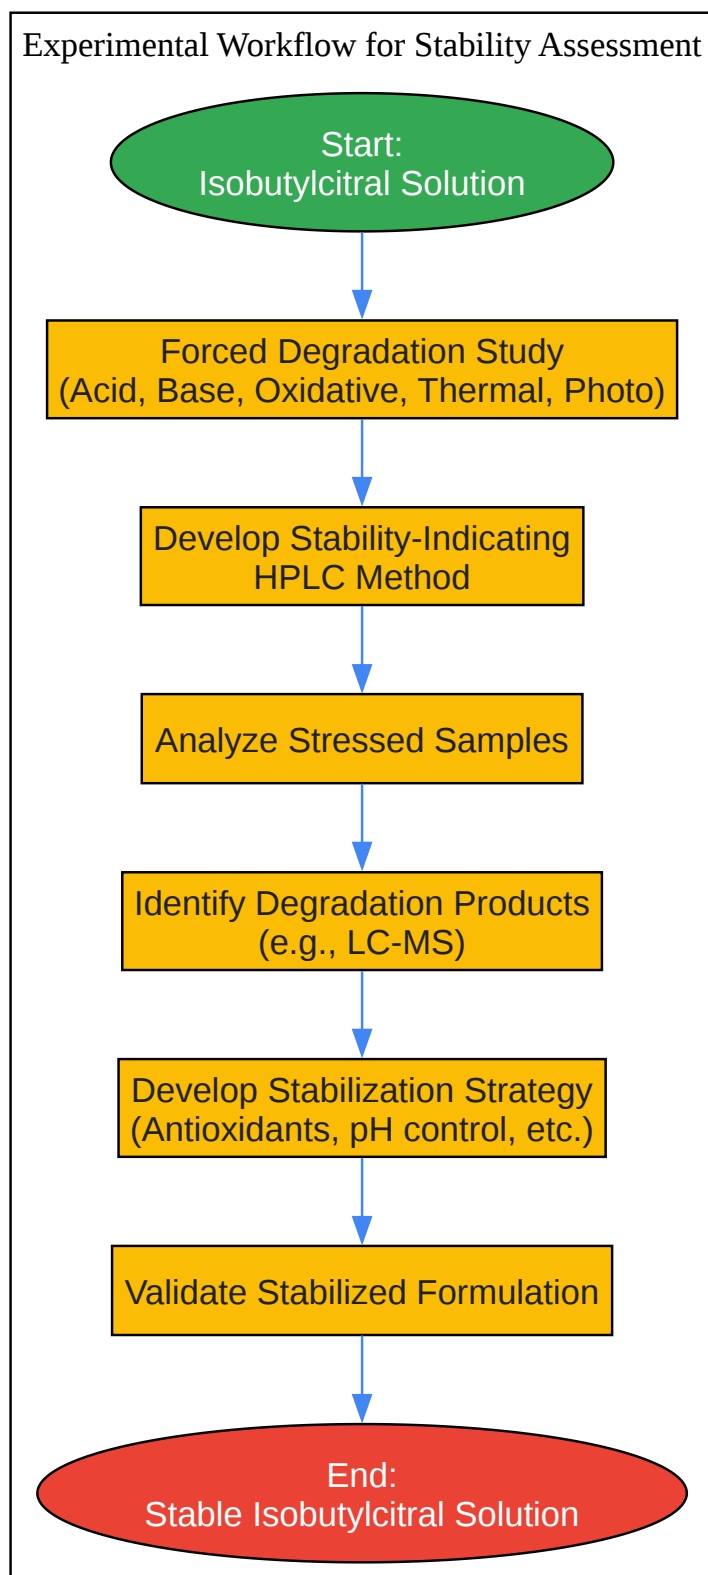 Experimental Workflow for Stability Assessment
Start:
Isobutylcitral Solution
Forced Degradation Study
(Acid, Base, Oxidative, Thermal, Photo)
Develop Stability-Indicating
HPLC Method
Analyze Stressed Samples
Identify Degradation Products
(e.g., LC-MS)
Develop Stabilization Strategy
(Antioxidants, pH control, etc.)
Validate Stabilized Formulation
End:
Stable Isobutylcitral Solution